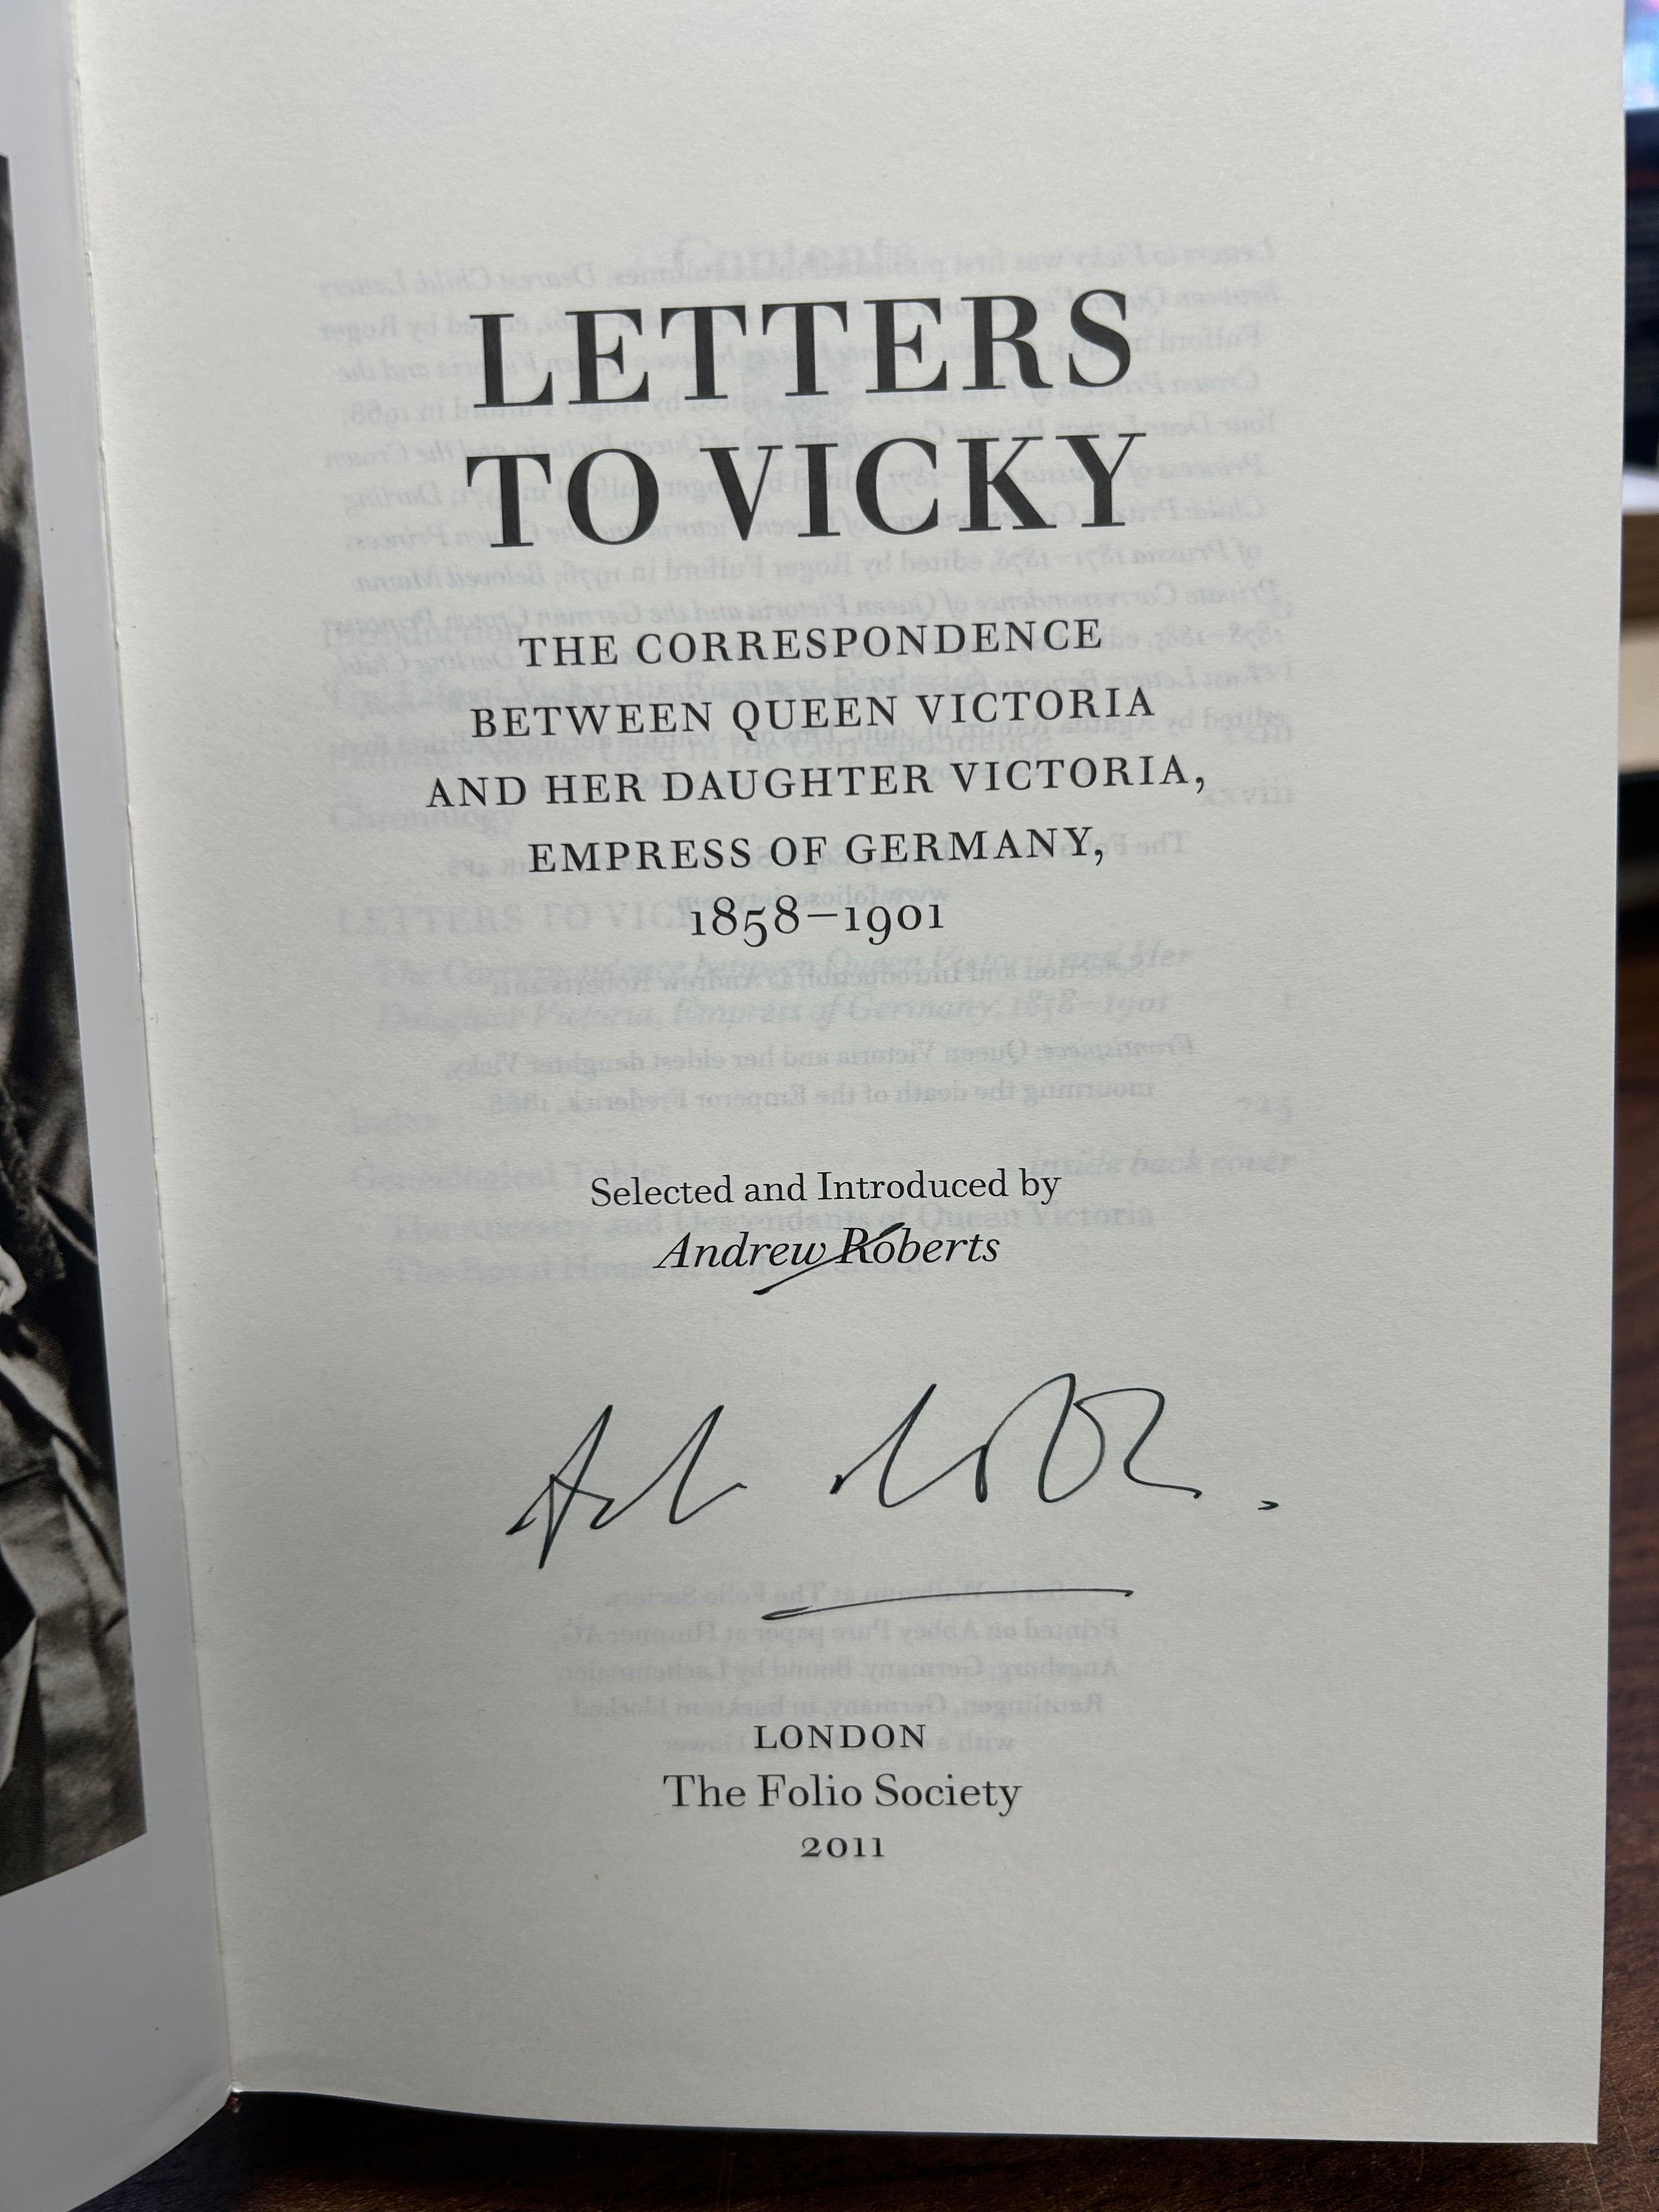 LETTERS
TO VICKY
THE CORRESPONDENCE
BETWEEN QUEEN VICTORIA
AND HER DAUGHTER VICTORIA,
EMPRESS OF GERMANY,
1858–1901
Selected and Introduced by
Andrew Roberts
LONDON
The Folio Society
2011